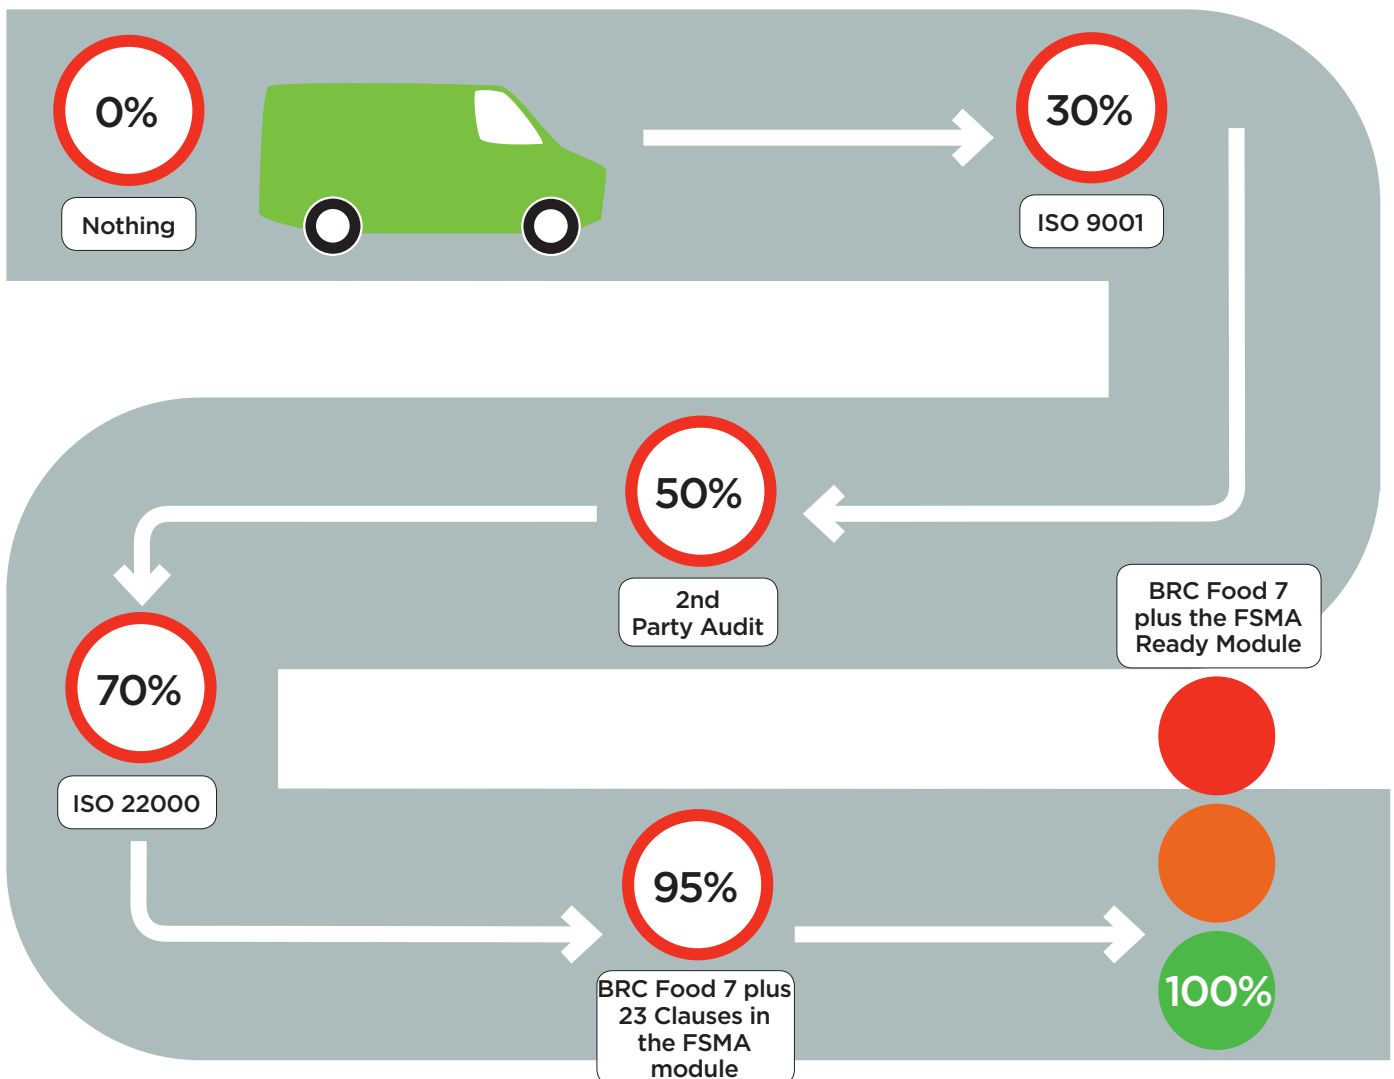 0%
Nothing
30%
ISO 9001
50%
2nd
Party Audit
70%
ISO 22000
95%
BRC Food 7 plus
23 Clauses in
the FSMA
module
BRC Food 7
plus the FSMA
Ready Module
100%